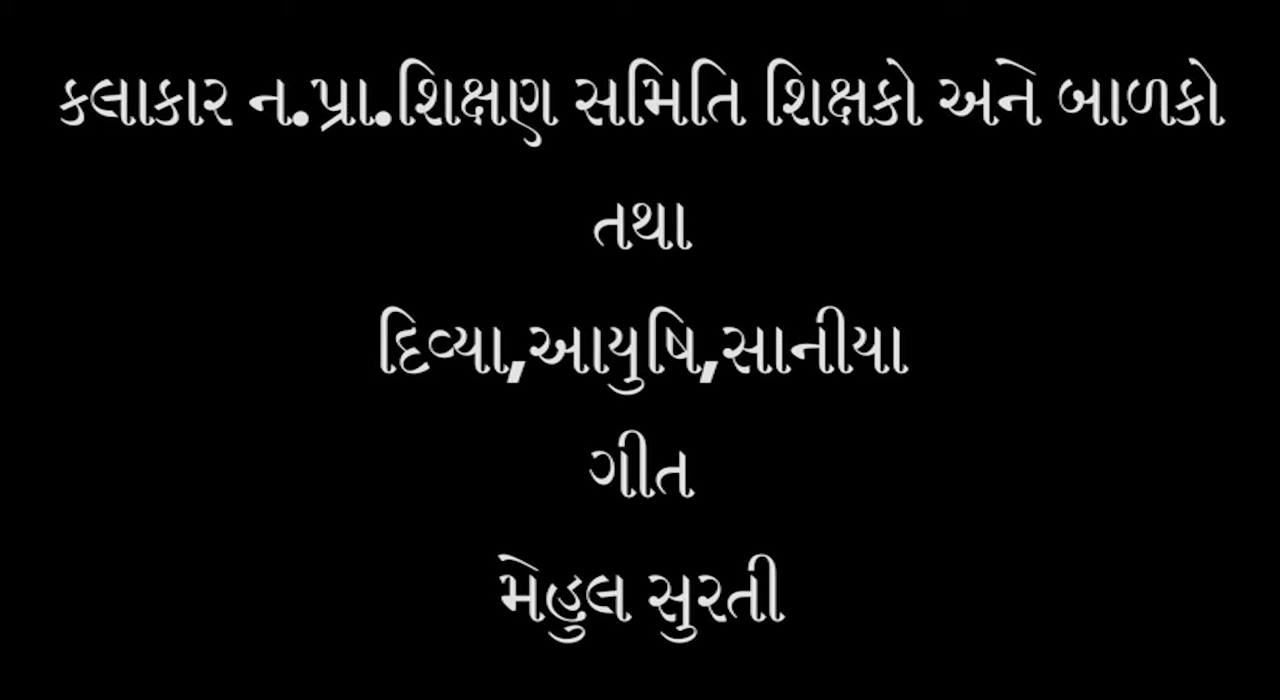 કલાકાર ન.પ્રા.શિક્ષણ સમિતિ શિક્ષકો અને બાળકો
તથા
દિવ્યા,આયુષિ,સાનીયા
ગીત
મેહુલ સુરતી